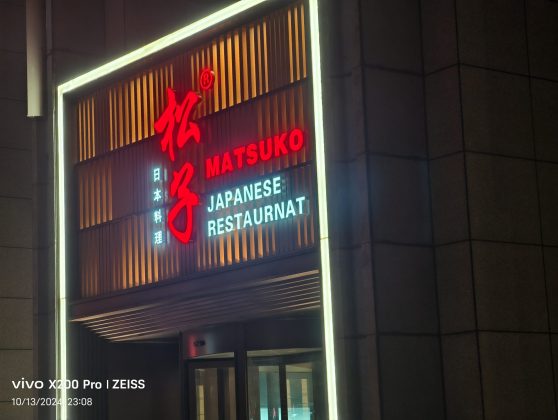 松子®
日本料理
MATSUKO
JAPANESE
RESTAURNAT
vivo X200 Pro | ZEISS
10/13/2024 23:08